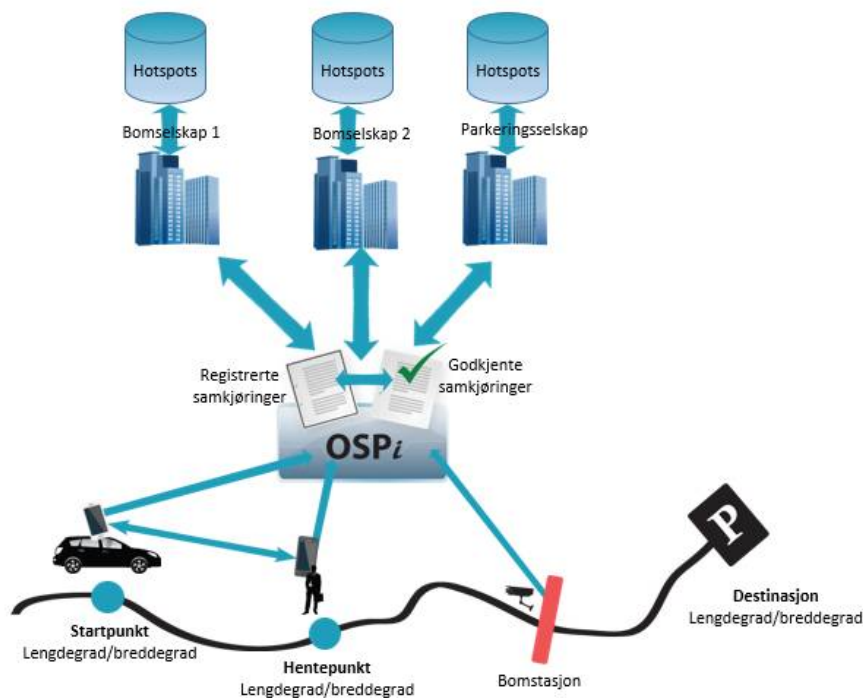 Hotspots
Hotspots
Hotspots
Bomselskap 1
Bomselskap 2
Parkeringsselskap
Registrerte
samkjøringer
Godkjente
samkjøringer
OSPi
P
Startpunkt
Lengdegrad/breddegrad
Hentepunkt
Lengdegrad/breddegrad
Bomstasjon
Destinasjon
Lengdegrad/breddegrad